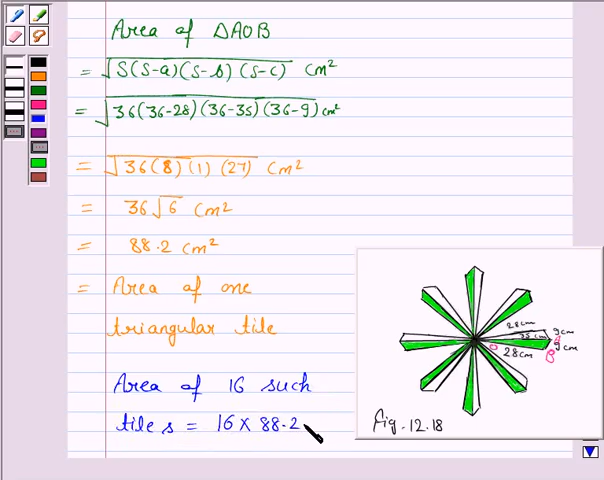 Area of ΔAOB
= √S(S-a)(S-b) (S-c) cm²
= √36(36-28)(36-35)(36-9) cm²
= √36(8)(1)(27) cm²
= 36√6 cm²
= 88.2 cm²
= Area of one
triangular tile
Area of 16 such
tiles = 16 × 88.2
28cm
9cm
35cm
A
9cm
O
28cm
B
Fig. 12.18